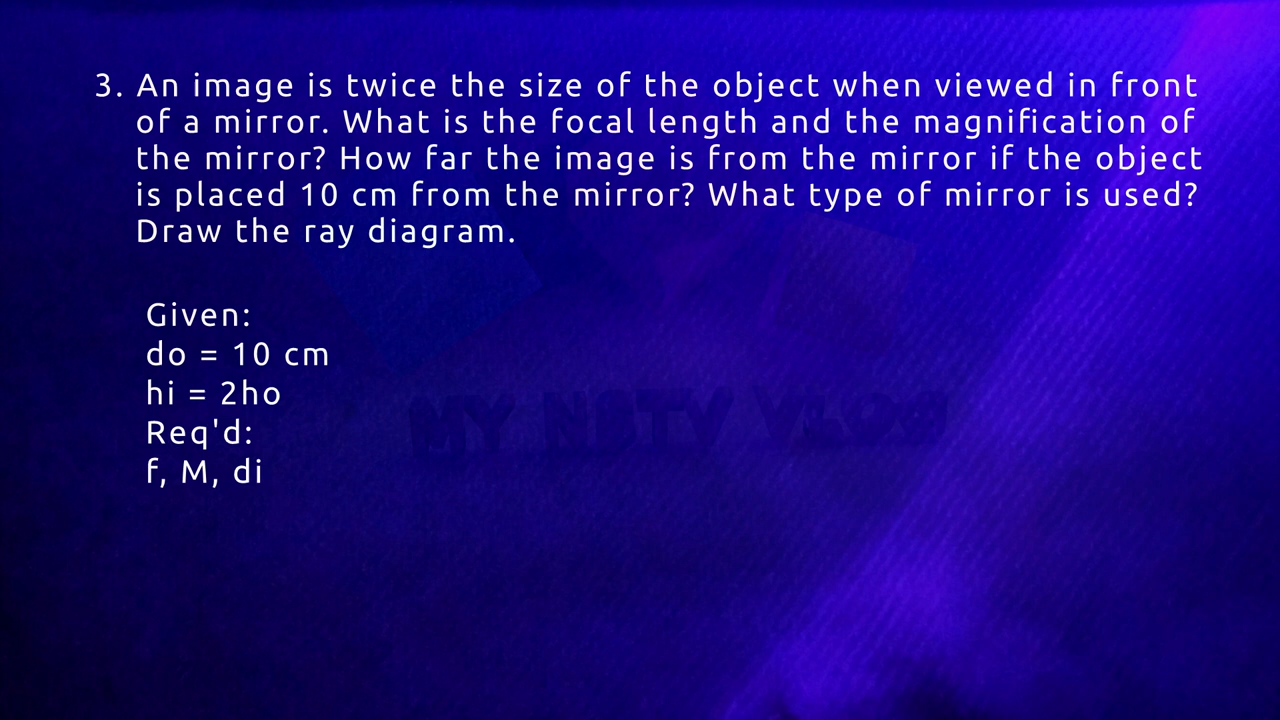 3. An image is twice the size of the object when viewed in front
of a mirror. What is the focal length and the magnification of
the mirror? How far the image is from the mirror if the object
is placed 10 cm from the mirror? What type of mirror is used?
Draw the ray diagram.
Given:
do = 10 cm
hi = 2ho
Req'd:
f, M, di
MY NBTV VLOG